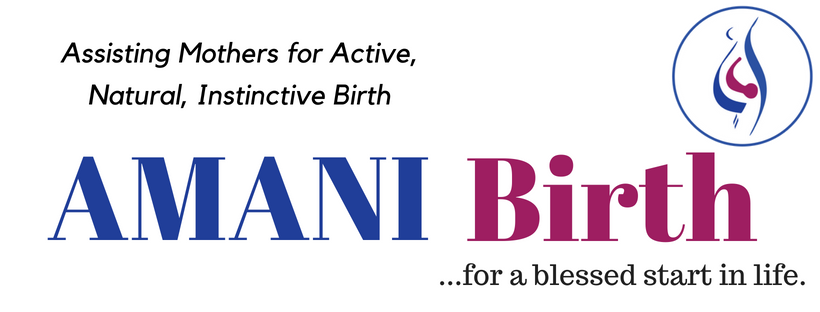 Assisting Mothers for Active,
Natural, Instinctive Birth
AMANI Birth
...for a blessed start in life.